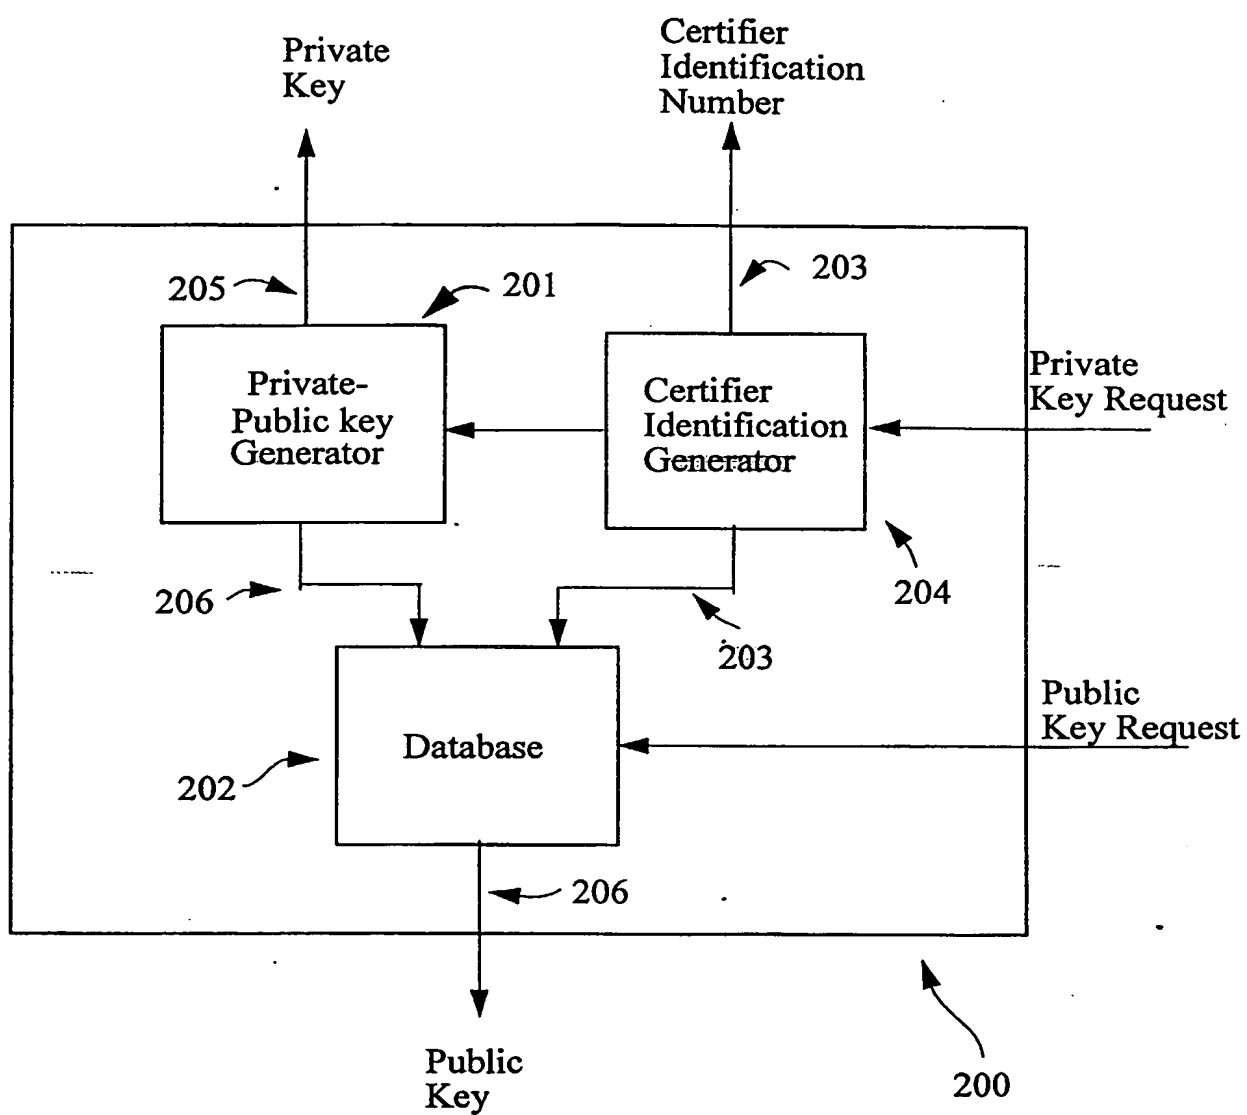 Private
Key
Certifier
Identification
Number
205
201
203
Private-
Public key
Generator
Certifier
Identification
Generator
Private
Key Request
206
203
204
Public
Key Request
Database
202
206
Public
Key
200